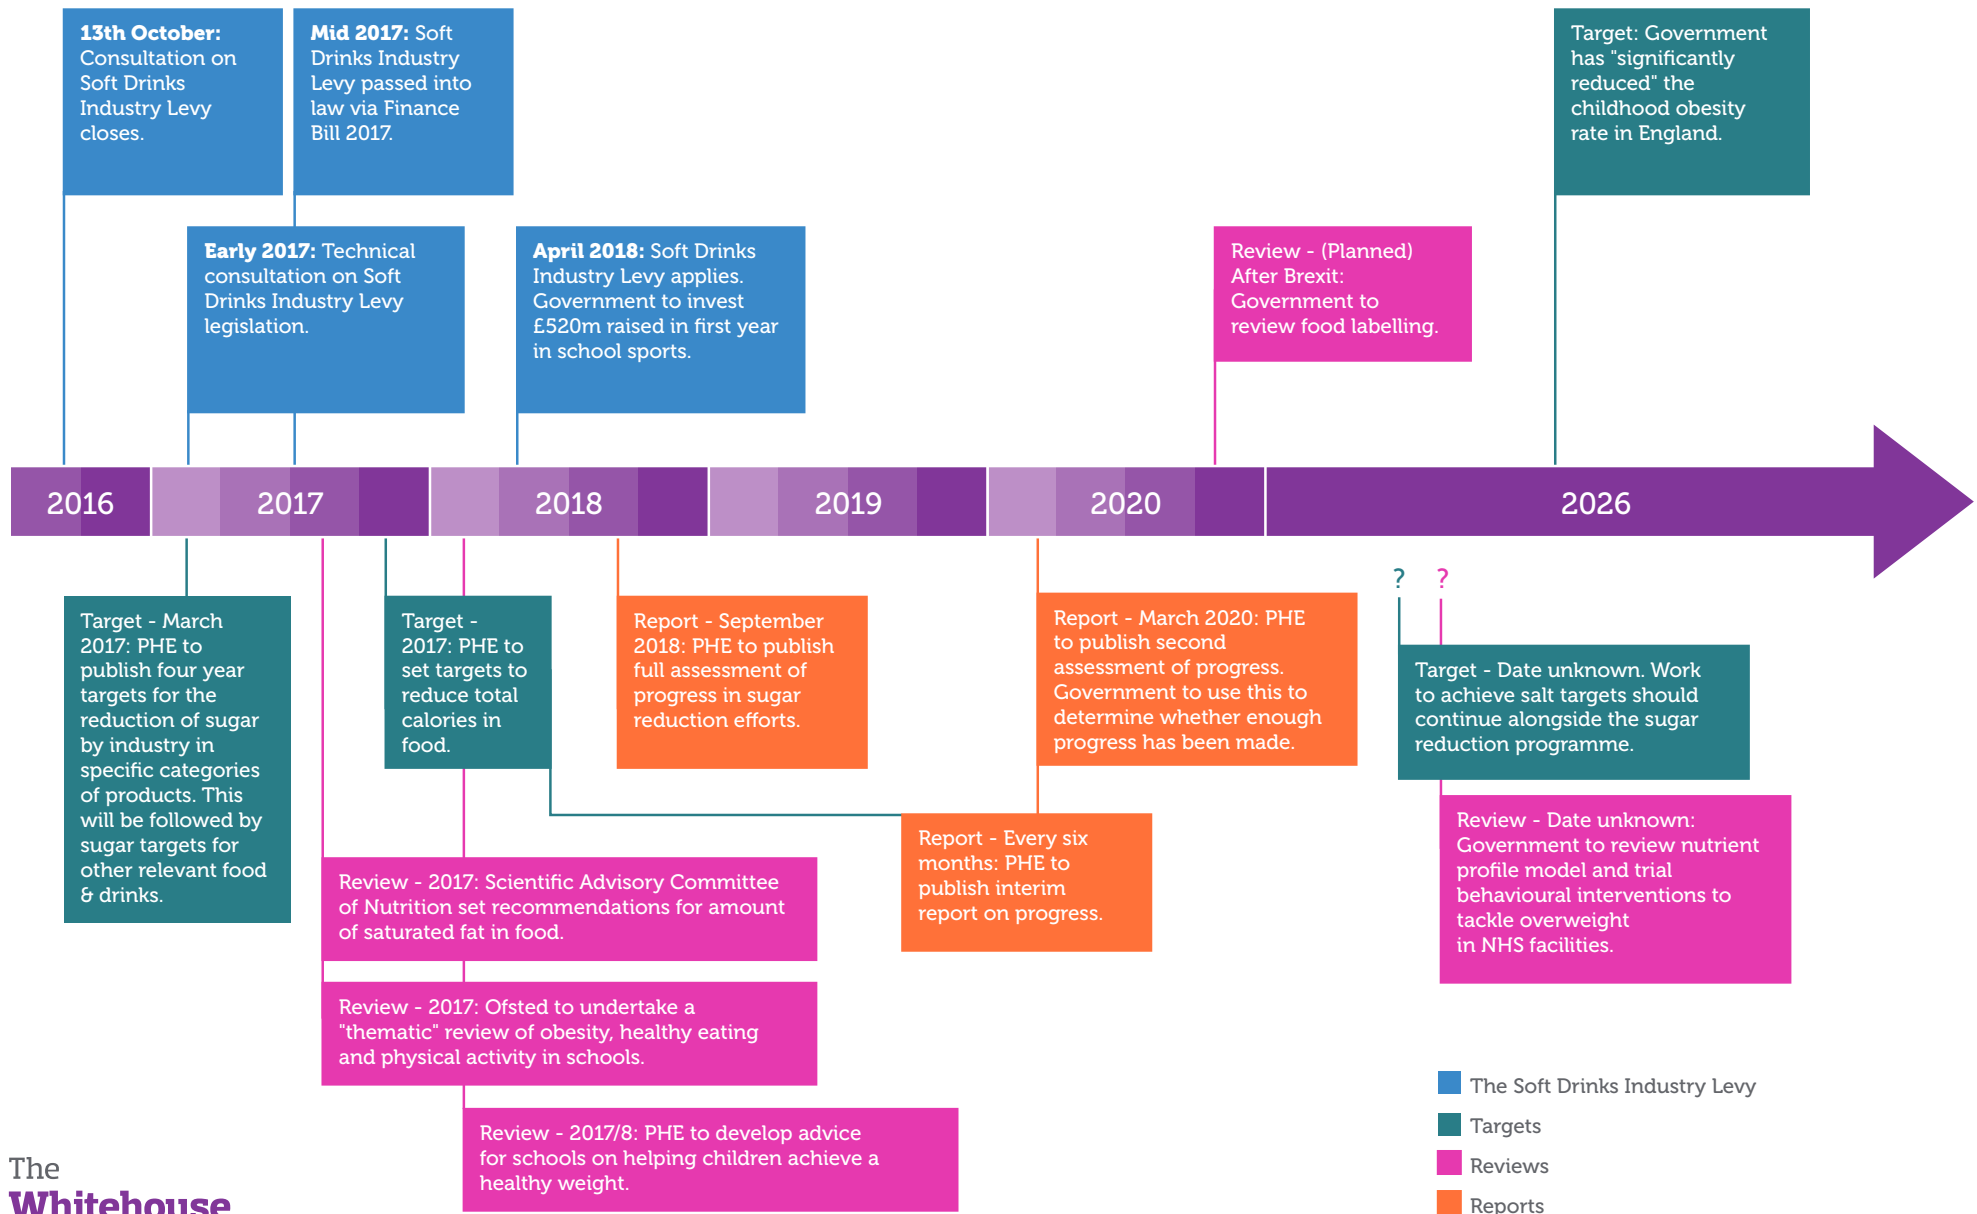 13th October:
Consultation on
Soft Drinks
Industry Levy
closes.
Mid 2017: Soft
Drinks Industry
Levy passed into
law via Finance
Bill 2017.
Target: Government
has "significantly
reduced" the
childhood obesity
rate in England.
Early 2017: Technical
consultation on Soft
Drinks Industry Levy
legislation.
April 2018: Soft Drinks
Industry Levy applies.
Government to invest
£520m raised in first year
in school sports.
Review - (Planned)
After Brexit:
Government to
review food labelling.
2016
2017
2018
2019
2020
2026
? ?
Target - March
2017: PHE to
publish four year
targets for the
reduction of sugar
by industry in
specific categories
of products. This
will be followed by
sugar targets for
other relevant food
& drinks.
Target -
2017: PHE to
set targets to
reduce total
calories in
food.
Report - September
2018: PHE to publish
full assessment of
progress in sugar
reduction efforts.
Report - March 2020: PHE
to publish second
assessment of progress.
Government to use this to
determine whether enough
progress has been made.
Target - Date unknown. Work
to achieve salt targets should
continue alongside the sugar
reduction programme.
Report - Every six
months: PHE to
publish interim
report on progress.
Review - Date unknown:
Government to review nutrient
profile model and trial
behavioural interventions to
tackle overweight
in NHS facilities.
Review - 2017: Scientific Advisory Committee
of Nutrition set recommendations for amount
of saturated fat in food.
Review - 2017: Ofsted to undertake a
"thematic" review of obesity, healthy eating
and physical activity in schools.
Review - 2017/8: PHE to develop advice
for schools on helping children achieve a
healthy weight.
The Soft Drinks Industry Levy
Targets
Reviews
Reports
The
Whitehouse